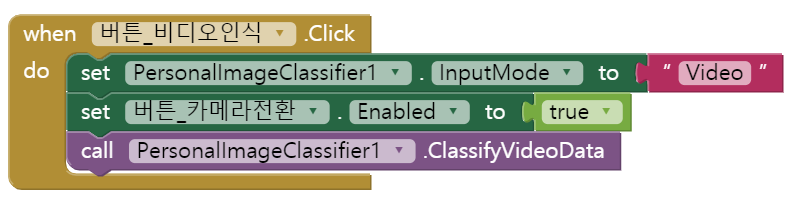 when 버튼_비디오인식 .Click
do set PersonalImageClassifier1 . InputMode to " Video "
set 버튼_카메라전환 . Enabled to true
call PersonalImageClassifier1 .ClassifyVideoData